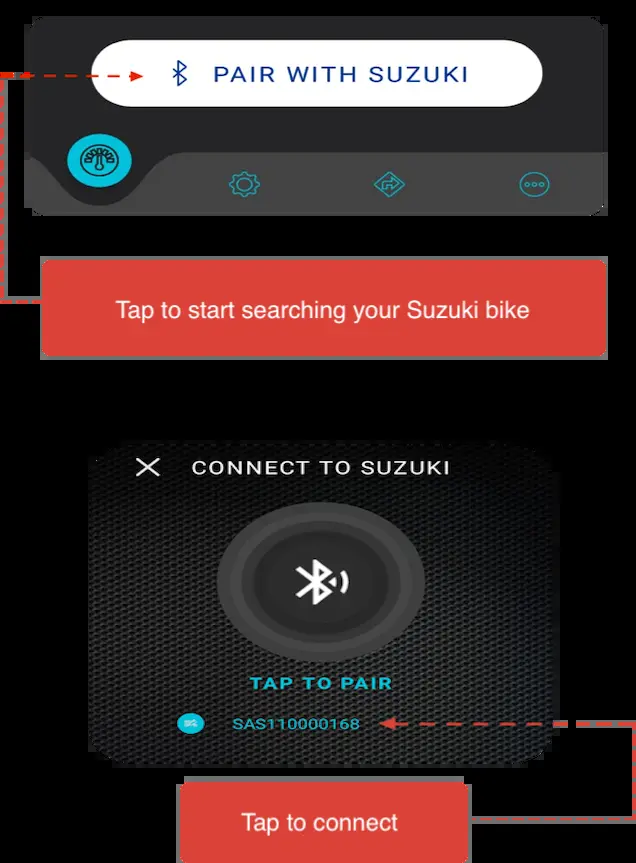 PAIR WITH SUZUKI
Tap to start searching your Suzuki bike
CONNECT TO SUZUKI
TAP TO PAIR
SAS110000168
Tap to connect